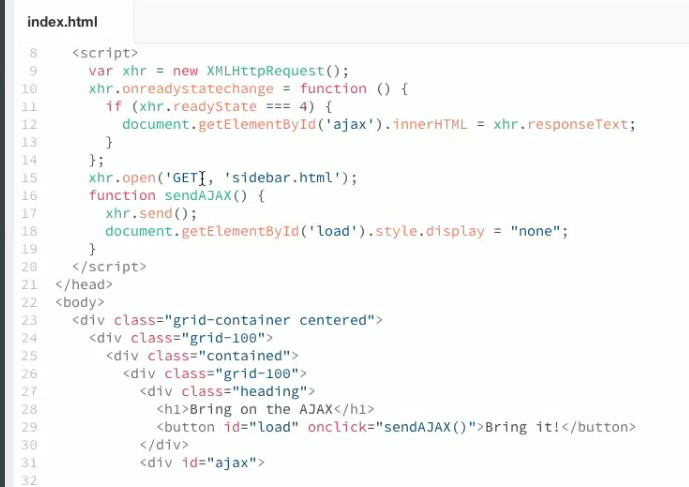 index.html
8 <script>
9 var xhr = new XMLHttpRequest();
10 xhr.onreadystatechange = function () {
11 if (xhr.readyState === 4) {
12 document.getElementById('ajax').innerHTML = xhr.responseText;
13 }
14 };
15 xhr.open('GET', 'sidebar.html');
16 function sendAJAX() {
17 xhr.send();
18 document.getElementById('load').style.display = "none";
19 }
20 </script>
21 </head>
22 <body>
23 <div class="grid-container centered">
24 <div class="grid-100">
25 <div class="contained">
26 <div class="grid-100">
27 <div class="heading">
28 <h1>Bring on the AJAX</h1>
29 <button id="load" onclick="sendAJAX()">Bring it!</button>
30 </div>
31 <div id="ajax">
32